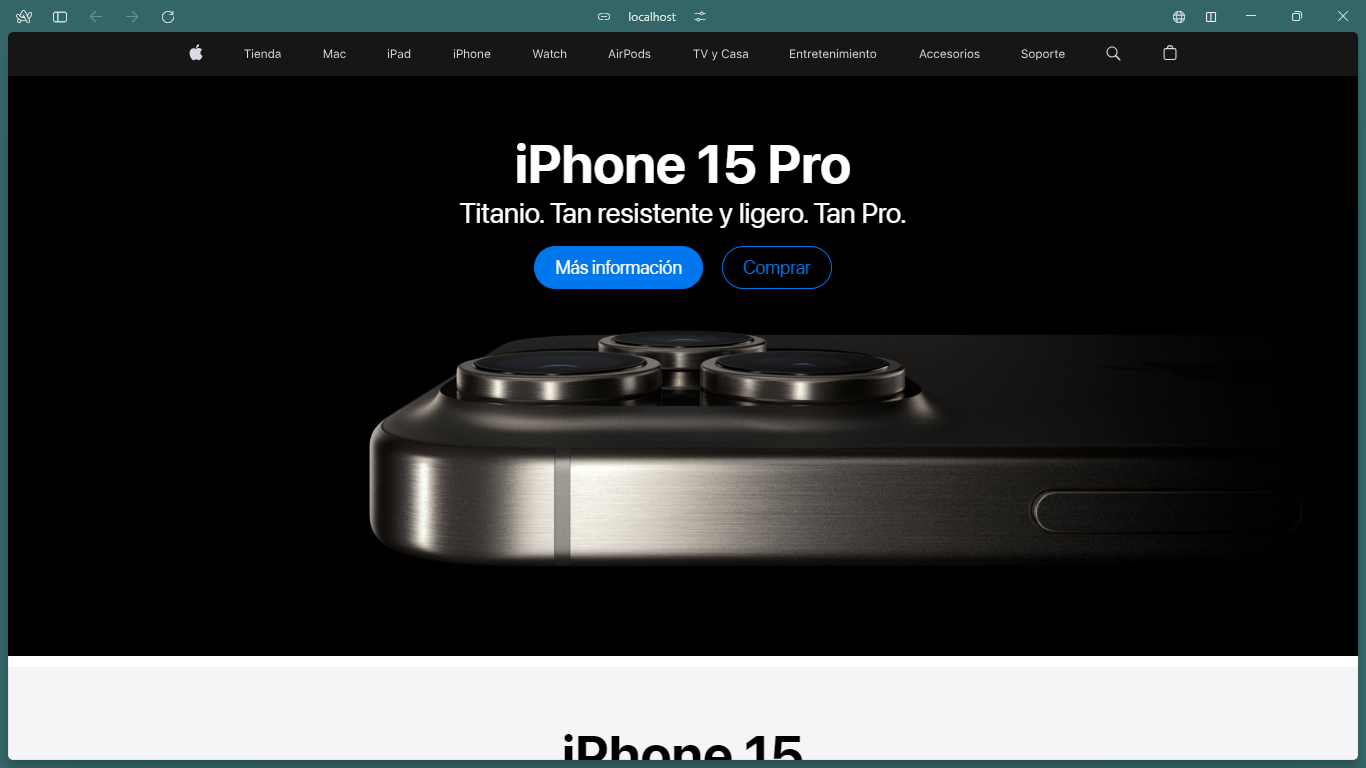 localhost
Tienda Mac iPad iPhone Watch AirPods TV y Casa Entretenimiento Accesorios Soporte
iPhone 15 Pro
Titanio. Tan resistente y ligero. Tan Pro.
Más información Comprar
iPhone 15